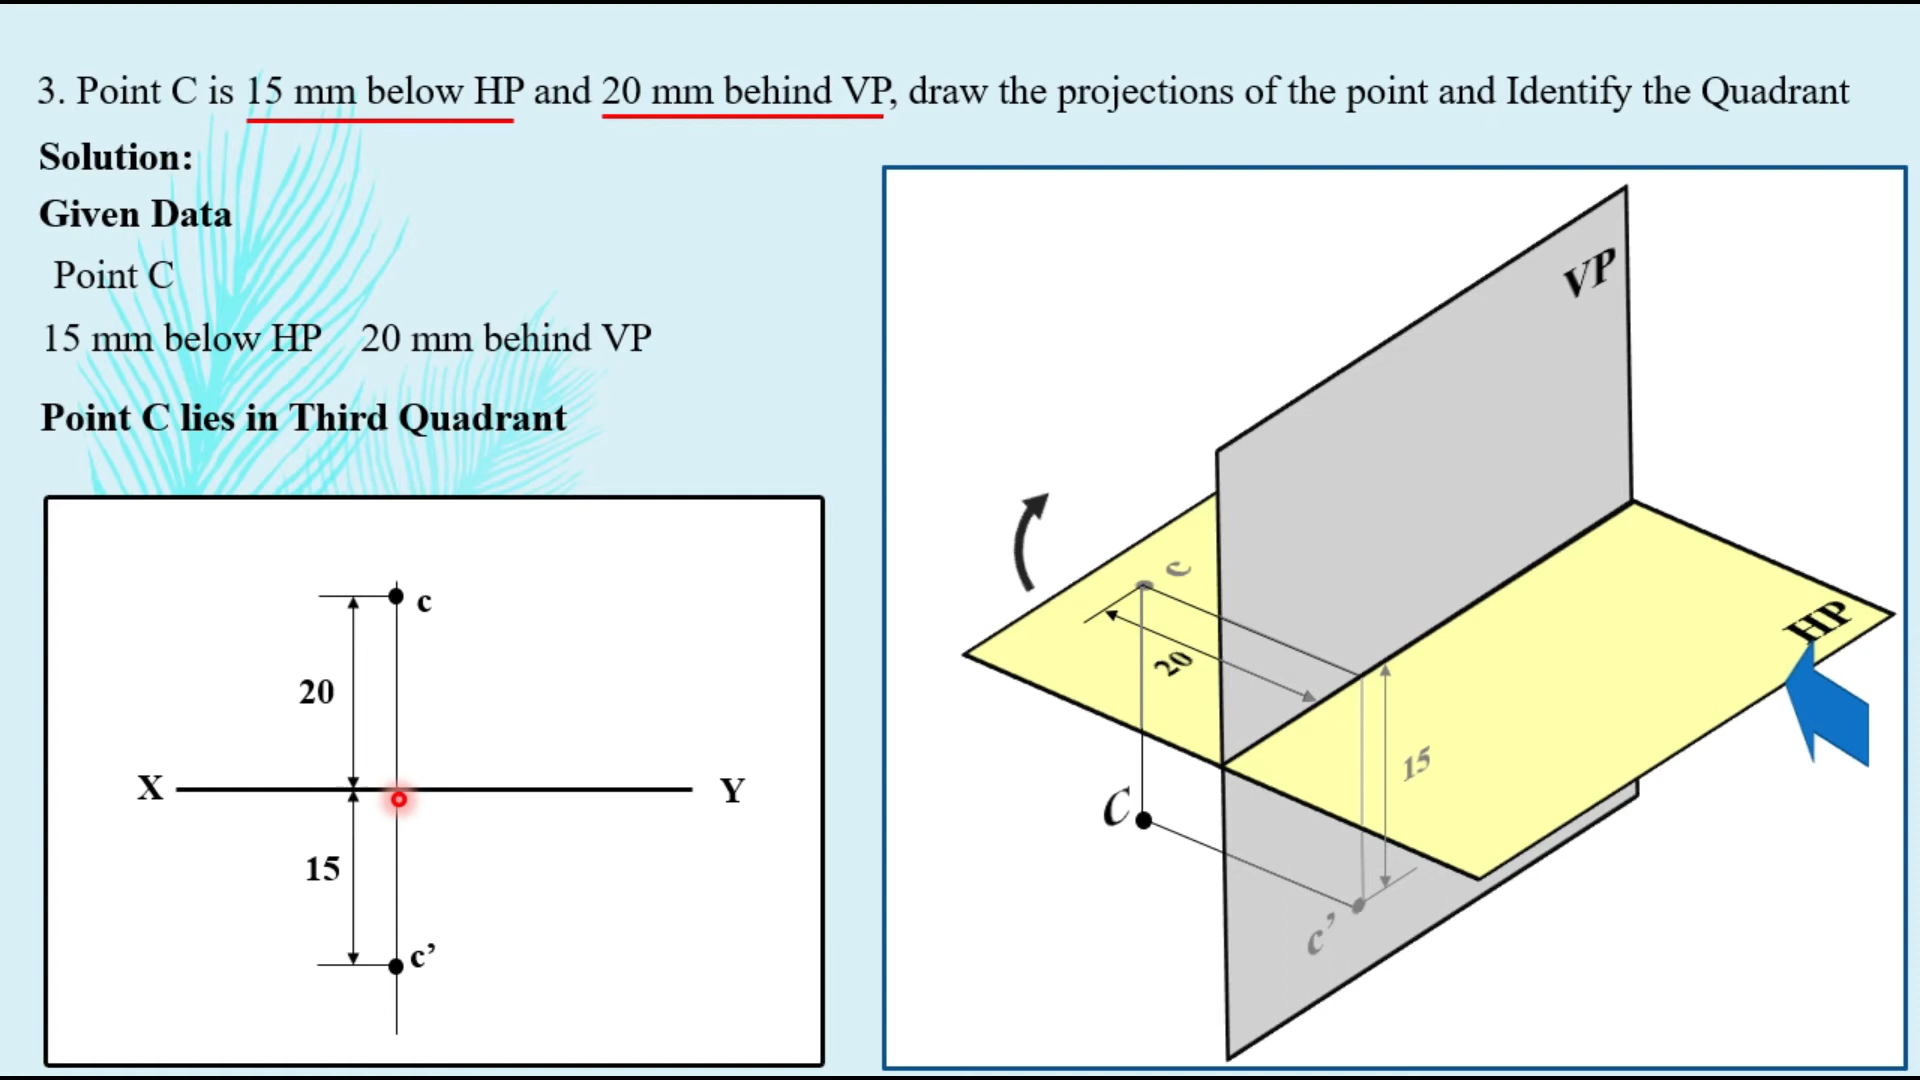 3. Point C is 15 mm below HP and 20 mm behind VP, draw the projections of the point and Identify the Quadrant
Solution:
Given Data
Point C
15 mm below HP 20 mm behind VP
Point C lies in Third Quadrant
c
20
X Y
15
c’
VP
c
HP
20
15
C
c’